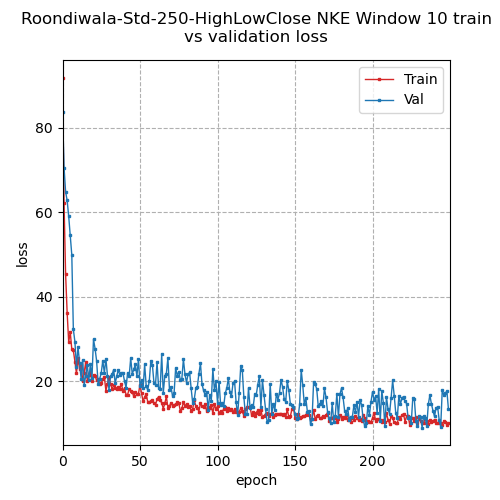 Roondiwala-Std-250-HighLowClose NKE Window 10 train
vs validation loss
Train
Val
80
60
40
20
loss
0
50
100
150
200
epoch